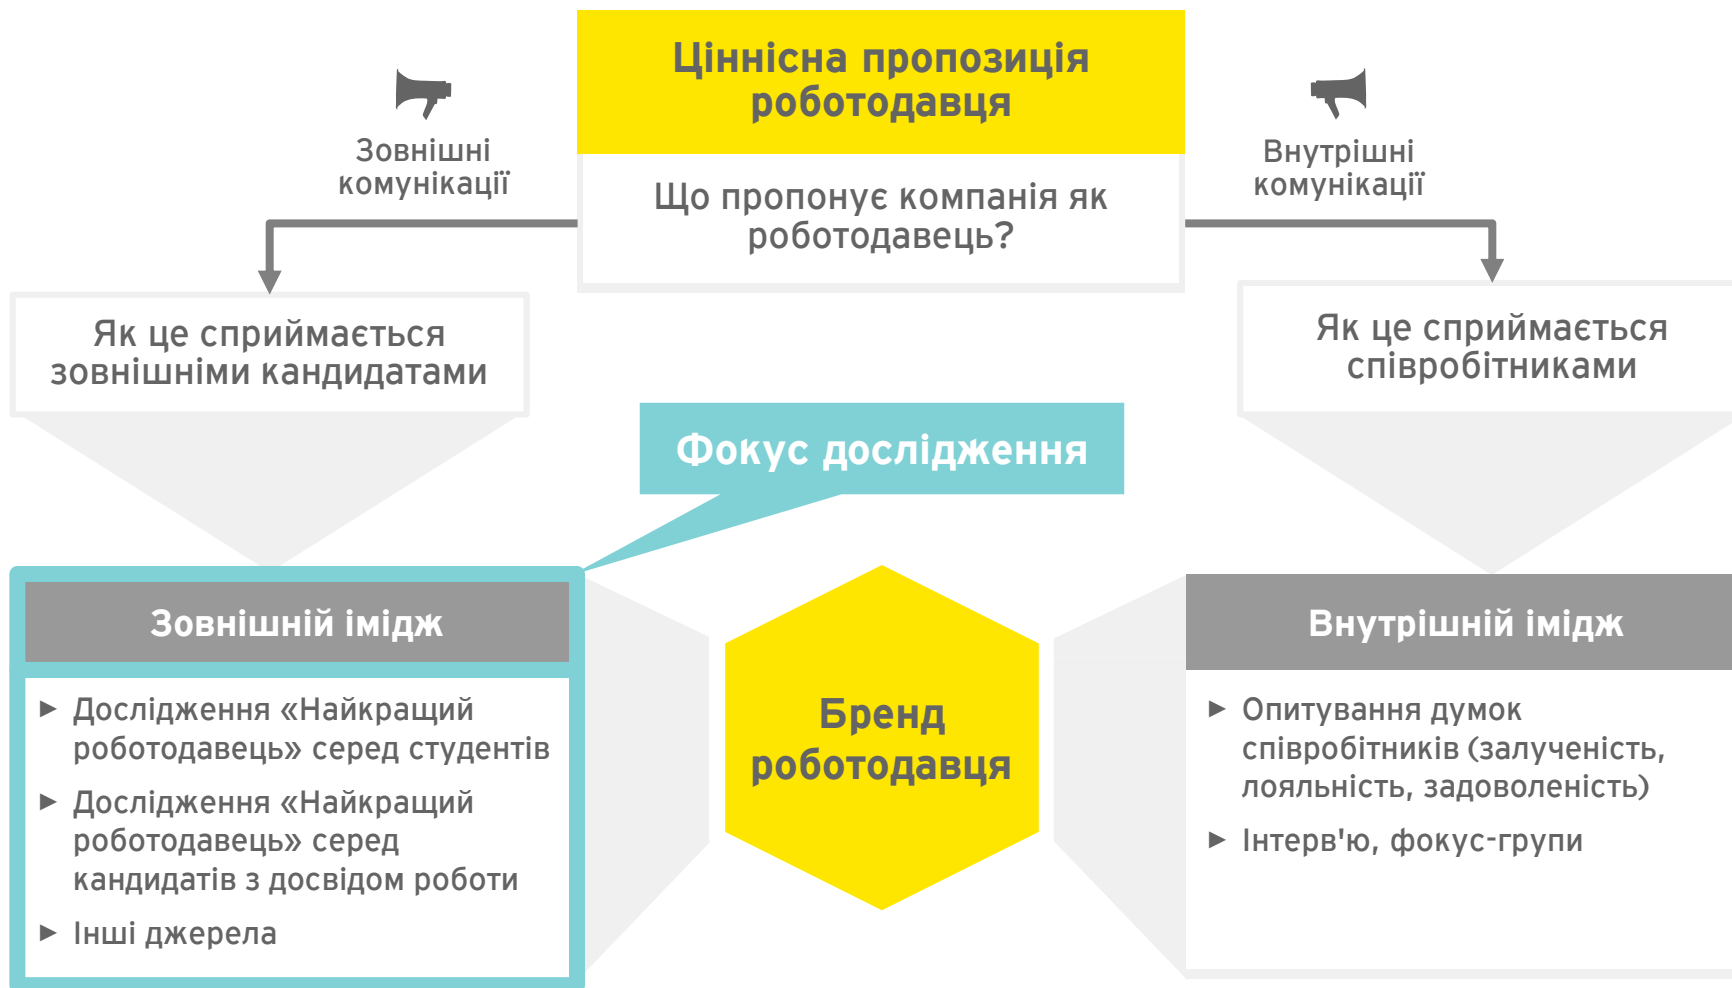 Ціннісна пропозиція
роботодавця
Зовнішні
комунікації
Що пропонує компанія як
роботодавець?
Внутрішні
комунікації
Як це сприймається
зовнішніми кандидатами
Як це сприймається
співробітниками
Фокус дослідження
Зовнішній імідж
► Дослідження «Найкращий
роботодавець» серед студентів
► Дослідження «Найкращий
роботодавець» серед
кандидатів з досвідом роботи
► Інші джерела
Бренд
роботодавця
Внутрішній імідж
► Опитування думок
співробітників (залученість,
лояльність, задоволеність)
► Інтерв'ю, фокус-групи